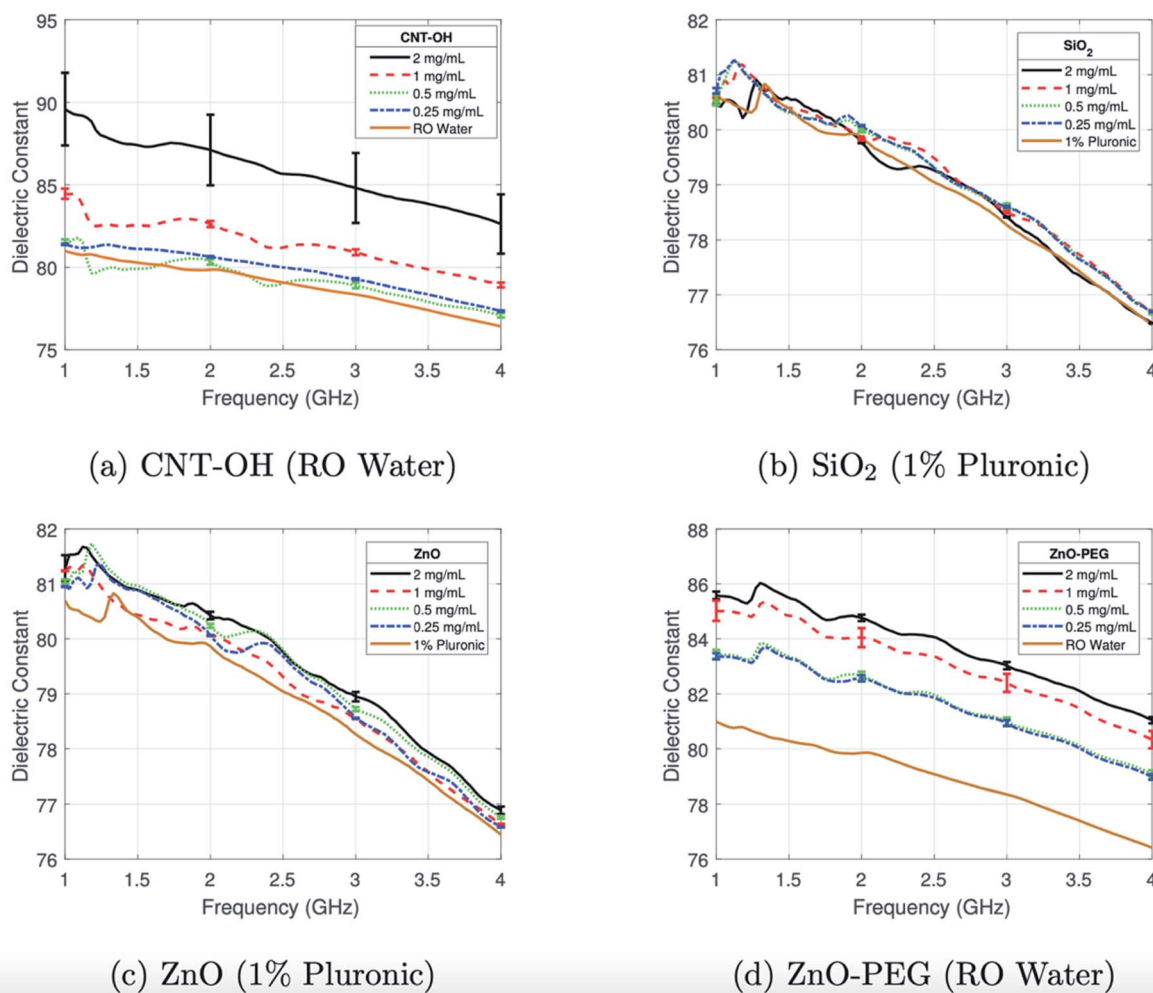 95
90
85
80
75
Dielectric Constant
CNT-OH
2 mg/mL
1 mg/mL
0.5 mg/mL
0.25 mg/mL
RO Water
1 1.5 2 2.5 3 3.5 4
Frequency (GHz)
(a) CNT-OH (RO Water)
82
81
80
79
78
77
76
Dielectric Constant
SiO₂
2 mg/mL
1 mg/mL
0.5 mg/mL
0.25 mg/mL
1% Pluronic
1 1.5 2 2.5 3 3.5 4
Frequency (GHz)
(b) SiO₂ (1% Pluronic)
82
81
80
79
78
77
76
Dielectric Constant
ZnO
2 mg/mL
1 mg/mL
0.5 mg/mL
0.25 mg/mL
1% Pluronic
1 1.5 2 2.5 3 3.5 4
Frequency (GHz)
(c) ZnO (1% Pluronic)
88
86
84
82
80
78
76
Dielectric Constant
ZnO-PEG
2 mg/mL
1 mg/mL
0.5 mg/mL
0.25 mg/mL
RO Water
1 1.5 2 2.5 3 3.5 4
Frequency (GHz)
(d) ZnO-PEG (RO Water)